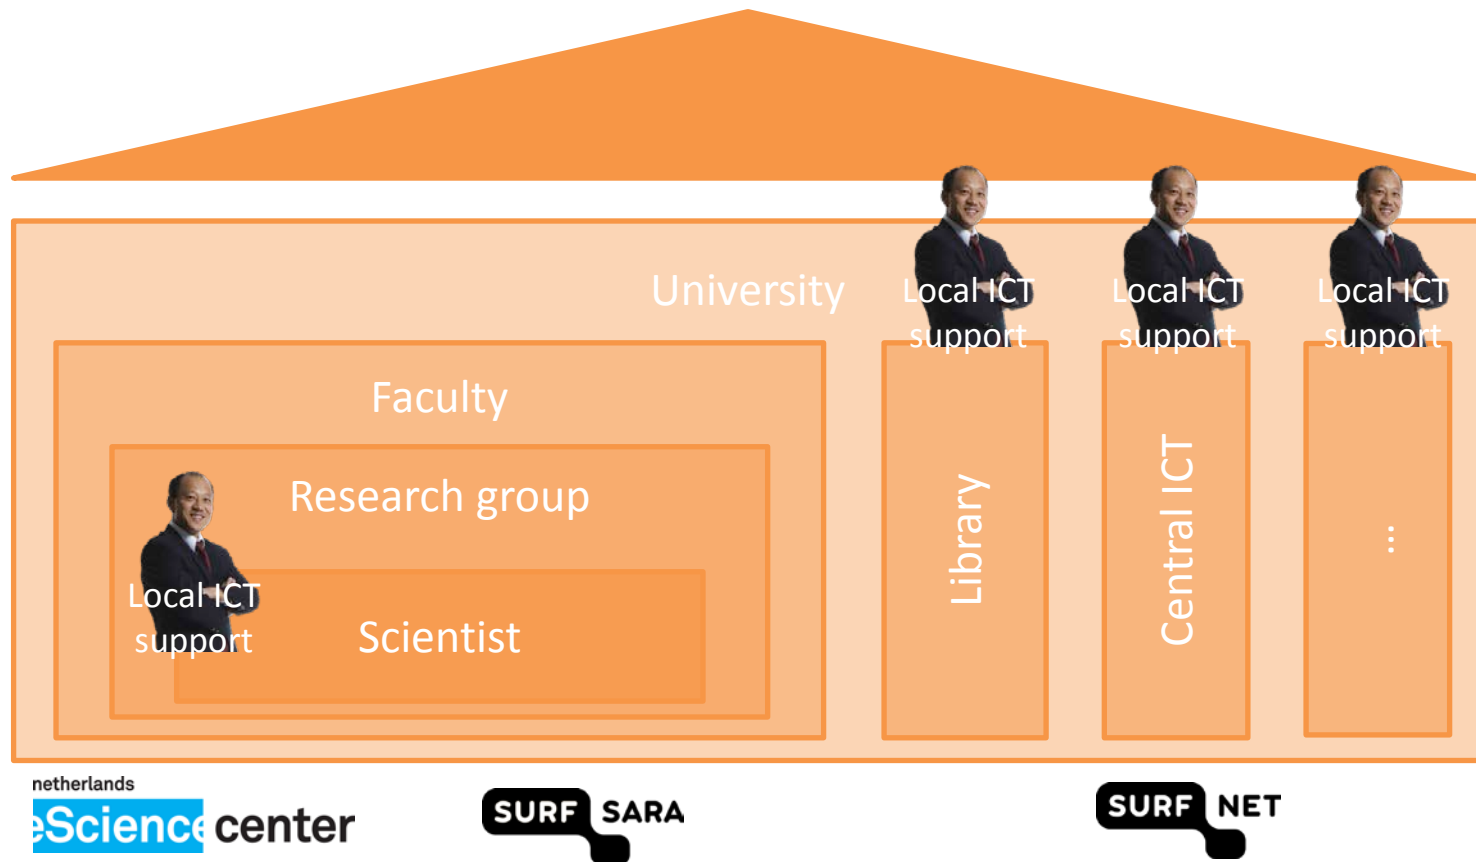 University
Local ICT
support
Local ICT
support
Local ICT
support
Faculty
Research group
Local ICT
support
Scientist
Library
Central ICT
...
netherlands
eScience center
SURF SARA
SURF NET